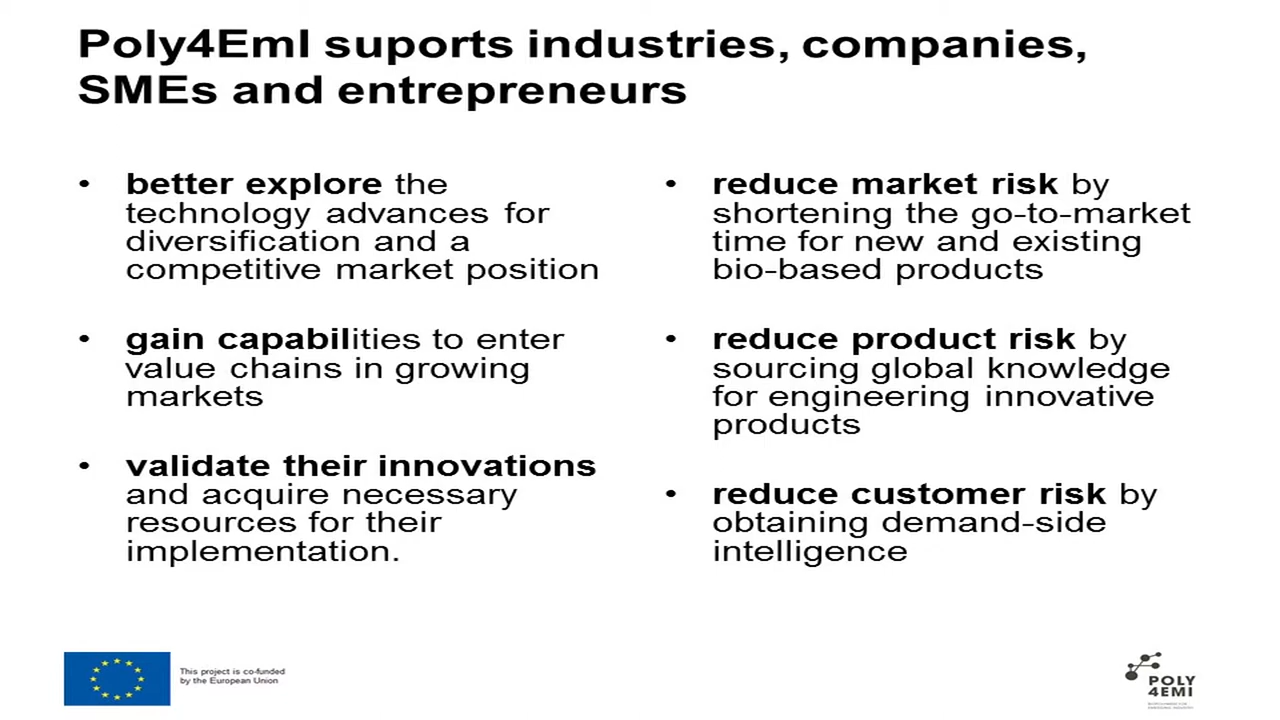 Poly4EmI suports industries, companies,
SMEs and entrepreneurs
• better explore the
technology advances for
diversification and a
competitive market position
• gain capabilities to enter
value chains in growing
markets
• validate their innovations
and acquire necessary
resources for their
implementation.
• reduce market risk by
shortening the go-to-market
time for new and existing
bio-based products
• reduce product risk by
sourcing global knowledge
for engineering innovative
products
• reduce customer risk by
obtaining demand-side
intelligence
This project is co-funded
by the European Union
POLY
4EMI